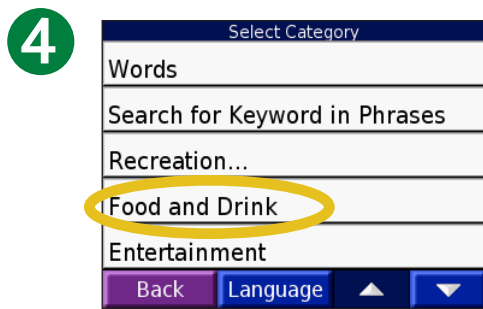 4
Select Category
Words
Search for Keyword in Phrases
Recreation...
Food and Drink
Entertainment
Back Language